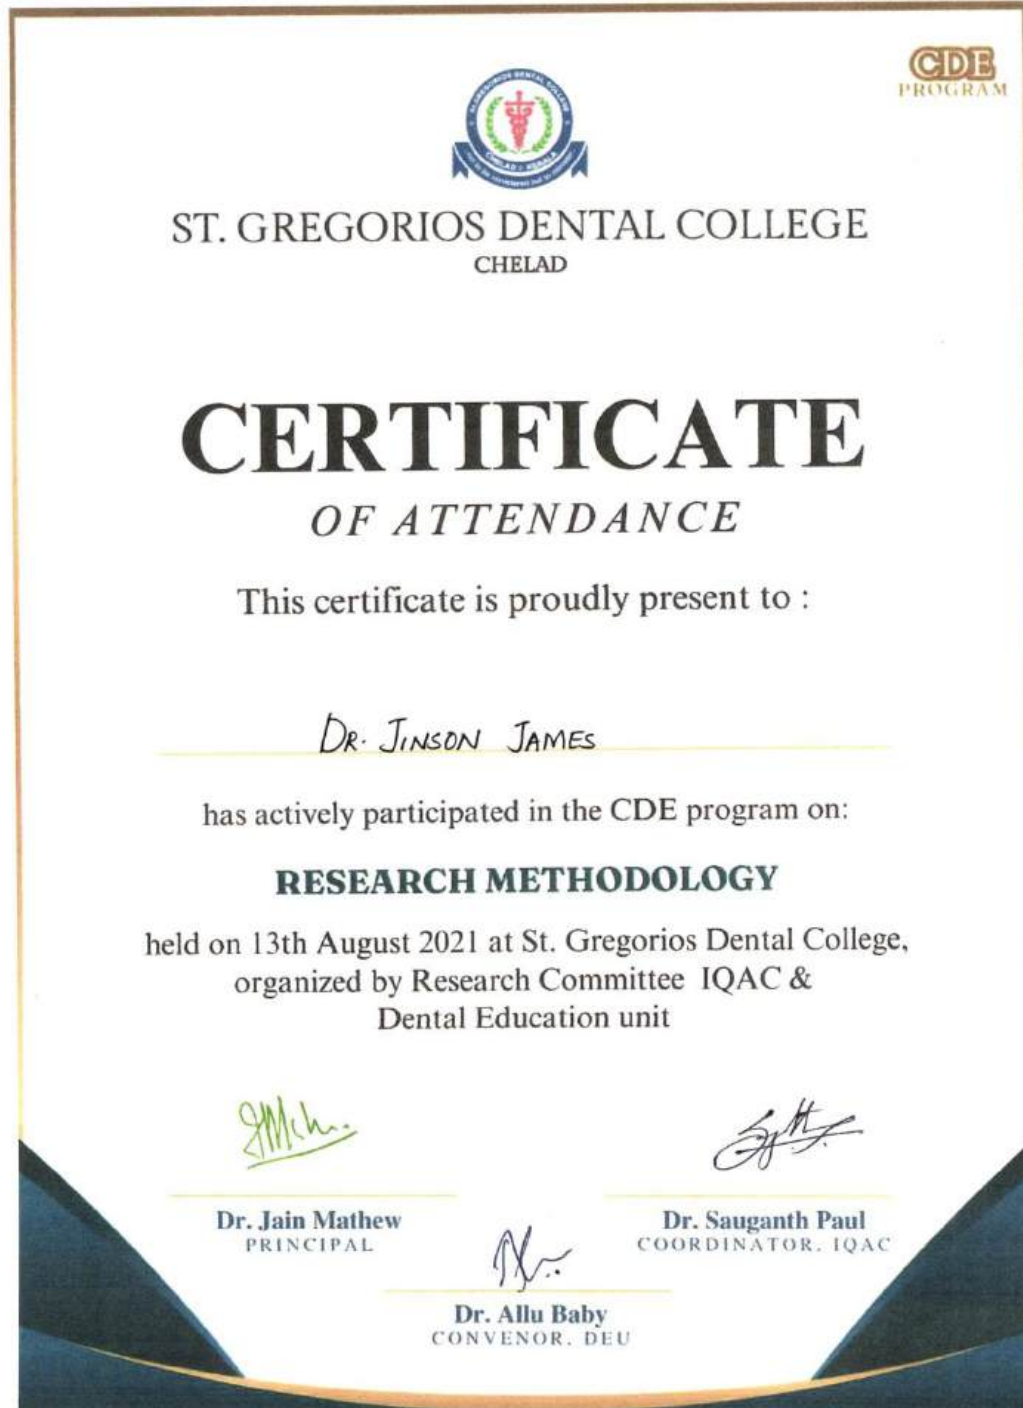 CDE
PROGRAM
ST. GREGORIOS DENTAL COLLEGE
CHELAD
CERTIFICATE
OF ATTENDANCE
This certificate is proudly present to :
DR. JINSON JAMES
has actively participated in the CDE program on:
RESEARCH METHODOLOGY
held on 13th August 2021 at St. Gregorios Dental College,
organized by Research Committee IQAC &
Dental Education unit
Dr. Jain Mathew
PRINCIPAL
Dr. Sauganth Paul
COORDINATOR, IQAC
Dr. Allu Baby
CONVENOR, DEU